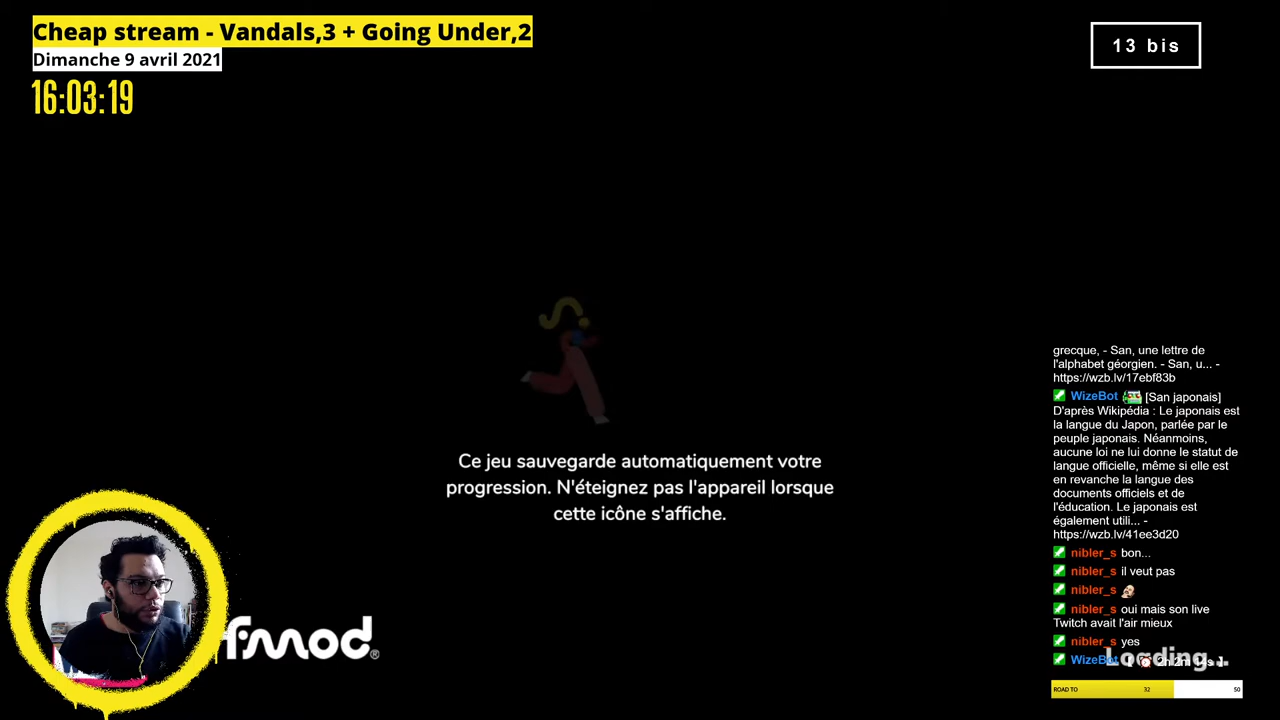 Cheap stream - Vandals,3 + Going Under,2
Dimanche 9 avril 2021
16:03:19
13 bis
Ce jeu sauvegarde automatiquement votre
progression. N'éteignez pas l'appareil lorsque
cette icône s'affiche.
fmod®
grecque, - San, une lettre de
l'alphabet géorgien. - San, u... -
https://wzb.lv/17ebf83b
WizeBot [San japonais]
D'après Wikipédia : Le japonais est
la langue du Japon, parlée par le
peuple japonais. Néanmoins,
aucune loi ne lui donne le statut de
langue officielle, même si elle est
en revanche la langue des
documents officiels et de
l'éducation. Le japonais est
également utili... -
https://wzb.lv/41ee3d20
nibler_s bon...
nibler_s il veut pas
nibler_s
nibler_s oui mais son live
Twitch avait l'air mieux
nibler_s yes
WizeBot
Loading...
ROAD TO 32 50